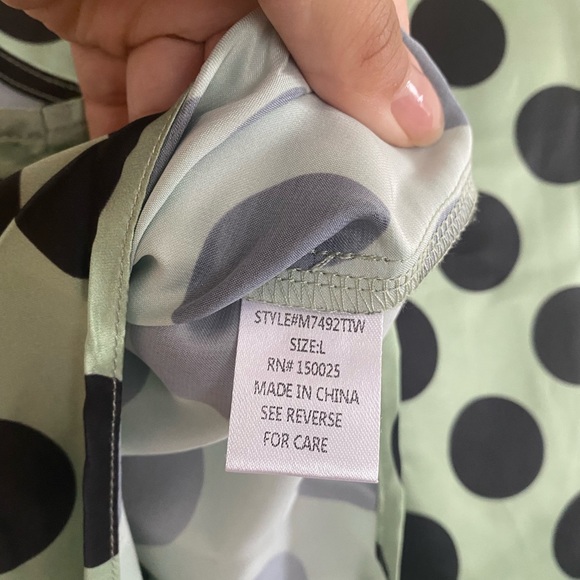 STYLE#M7492TIW
SIZE:L
RN# 150025
MADE IN CHINA
SEE REVERSE
FOR CARE